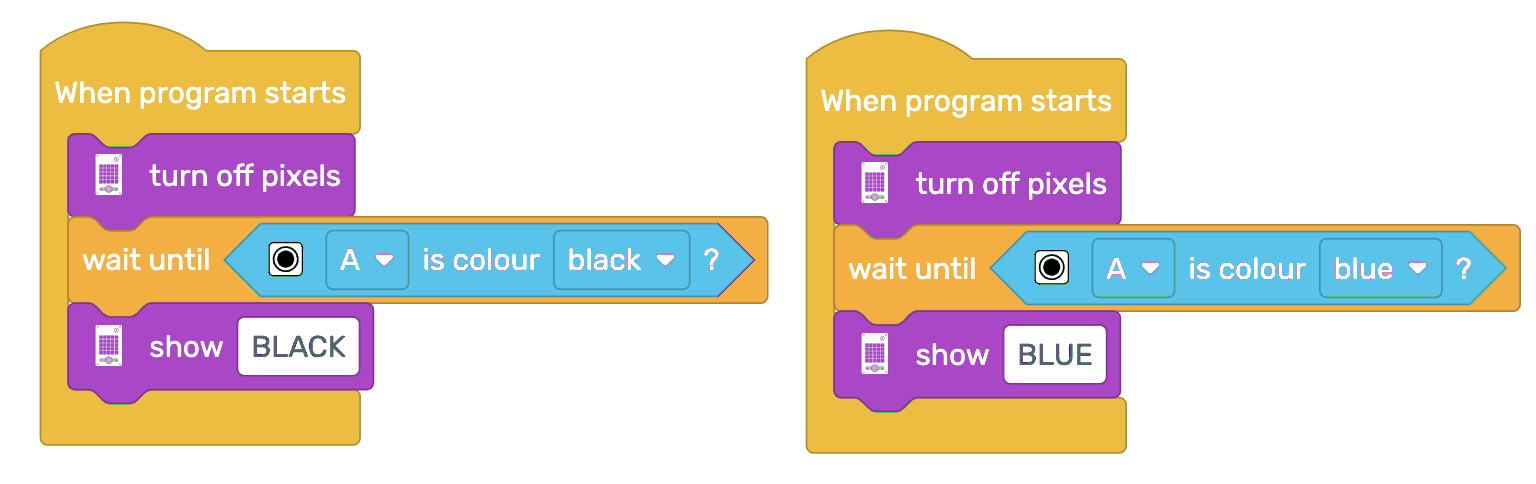 When program starts
turn off pixels
wait until A is colour black ?
show BLACK
When program starts
turn off pixels
wait until A is colour blue ?
show BLUE